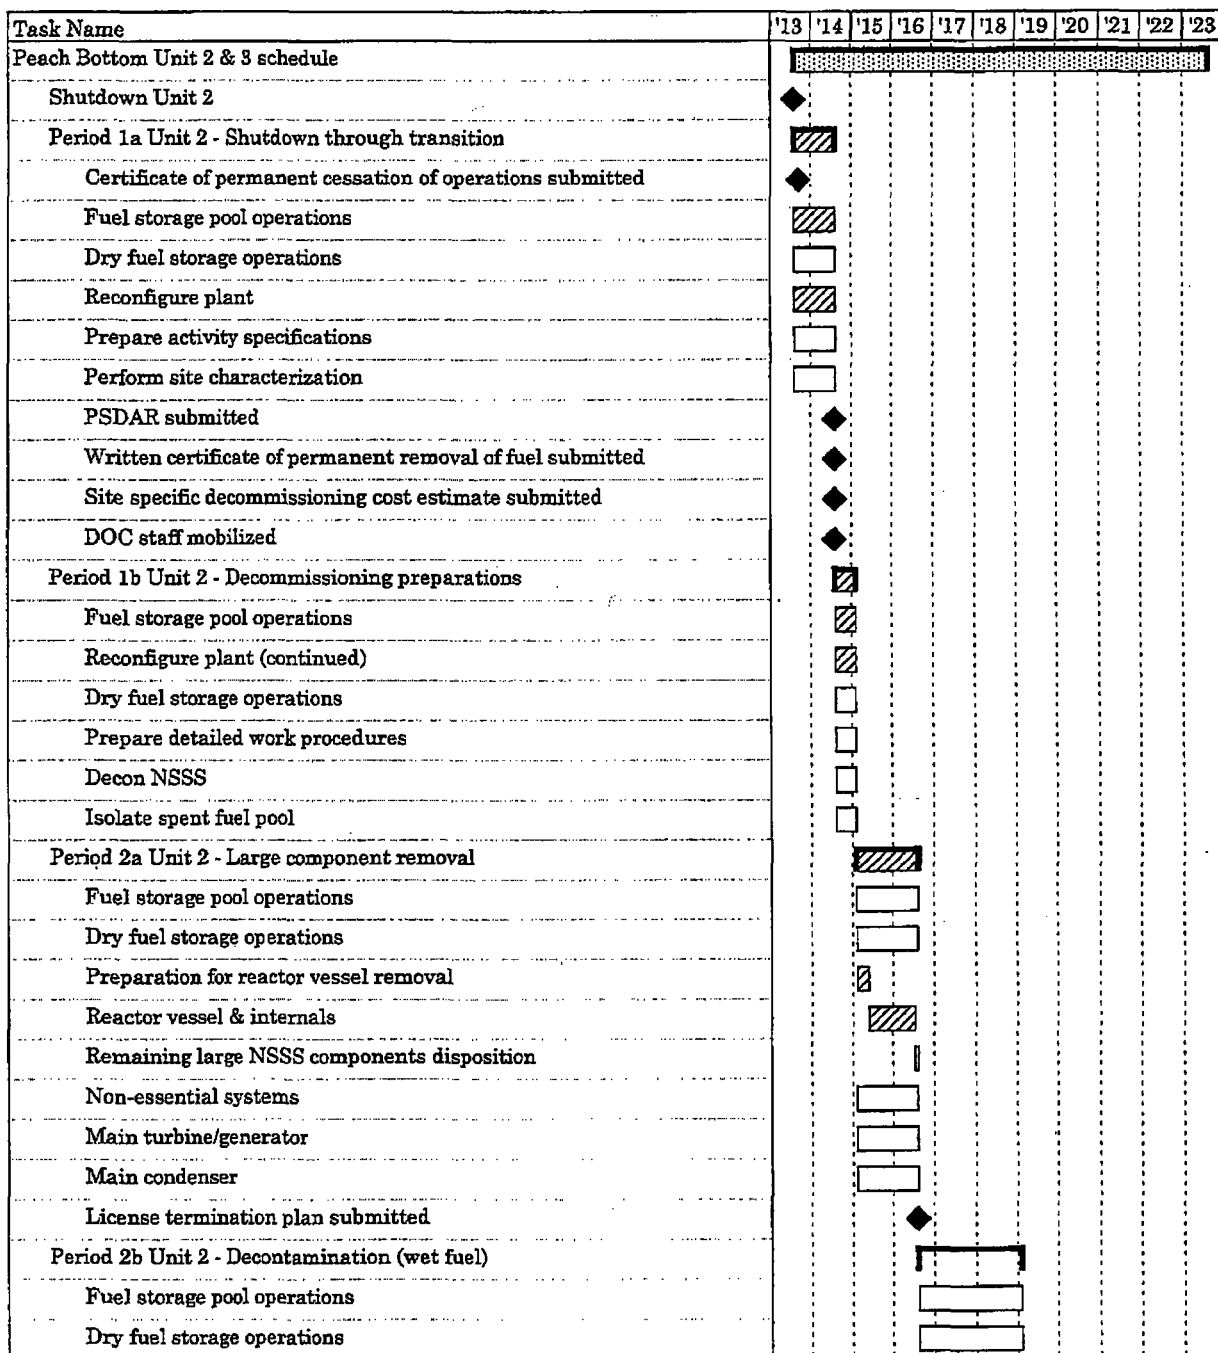 Task Name '13 '14 '15 '16 '17 '18 '19 '20 '21 '22 '23
Peach Bottom Unit 2 & 3 schedule
Shutdown Unit 2
Period 1a Unit 2 - Shutdown through transition
Certificate of permanent cessation of operations submitted
Fuel storage pool operations
Dry fuel storage operations
Reconfigure plant
Prepare activity specifications
Perform site characterization
PSDAR submitted
Written certificate of permanent removal of fuel submitted
Site specific decommissioning cost estimate submitted
DOC staff mobilized
Period 1b Unit 2 - Decommissioning preparations
Fuel storage pool operations
Reconfigure plant (continued)
Dry fuel storage operations
Prepare detailed work procedures
Decon NSSS
Isolate spent fuel pool
Period 2a Unit 2 - Large component removal
Fuel storage pool operations
Dry fuel storage operations
Preparation for reactor vessel removal
Reactor vessel & internals
Remaining large NSSS components disposition
Non-essential systems
Main turbine/generator
Main condenser
License termination plan submitted
Period 2b Unit 2 - Decontamination (wet fuel)
Fuel storage pool operations
Dry fuel storage operations